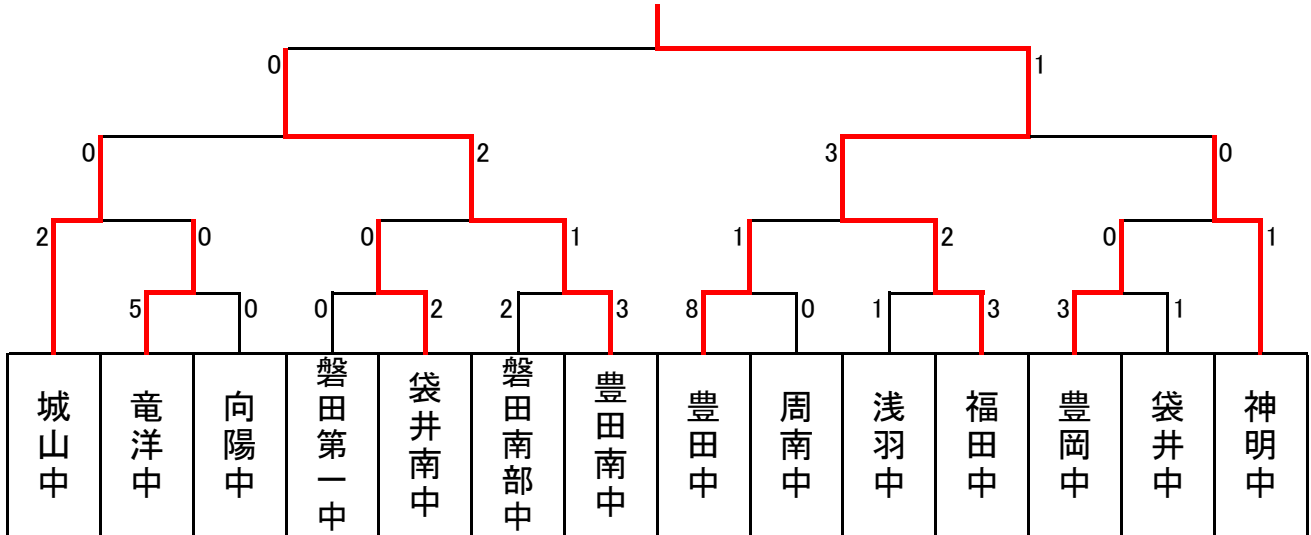 0 1
0 2 3 0
2 0 0 1 1 2 0 1
5 0 0 2 2 3 8 0 1 3 3 1
城山中
竜洋中
向陽中
磐田第一中
袋井南中
磐田南部中
豊田南中
豊田中
周南中
浅羽中
福田中
豊岡中
袋井中
神明中